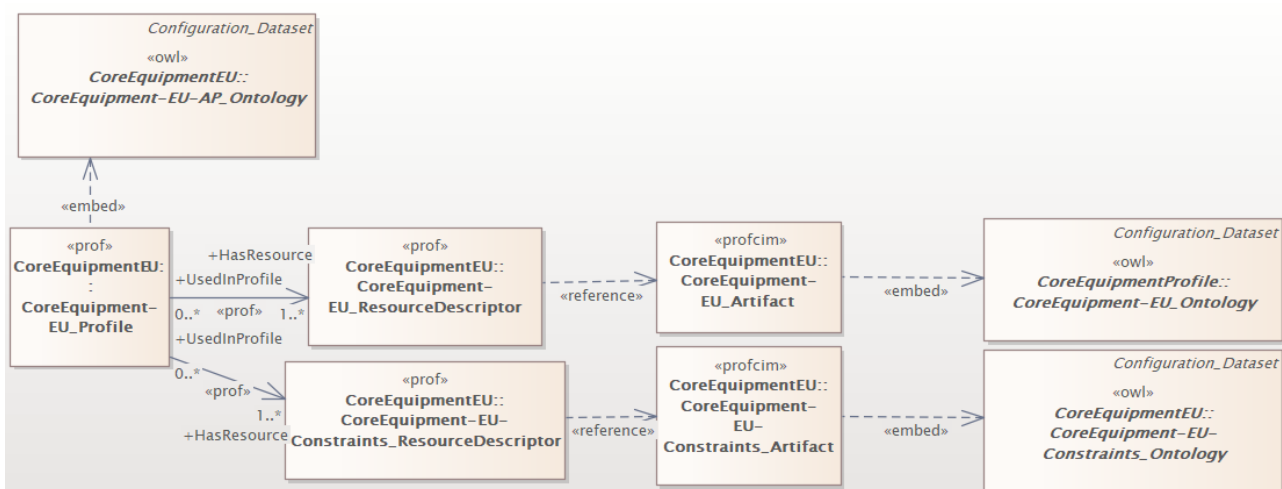 Configuration_Dataset
«owl»
CoreEquipmentEU::
CoreEquipment-EU-AP_Ontology
«embed»
«prof»
CoreEquipmentEU:
:
CoreEquipment-
EU_Profile
+HasResource
+UsedInProfile
0..*
«prof»
1..*
+UsedInProfile
0..*
«prof»
1..*
+HasResource
«prof»
CoreEquipmentEU::
CoreEquipment-
EU_ResourceDescriptor
«reference»
«profcim»
CoreEquipmentEU::
CoreEquipment-
EU_Artifact
«embed»
Configuration_Dataset
«owl»
CoreEquipmentProfile::
CoreEquipment-EU_Ontology
«prof»
CoreEquipmentEU::
CoreEquipment-EU-
Constraints_ResourceDescriptor
«reference»
«profcim»
CoreEquipmentEU::
CoreEquipment-
EU-
Constraints_Artifact
«embed»
Configuration_Dataset
«owl»
CoreEquipmentEU::
CoreEquipment-EU-
Constraints_Ontology